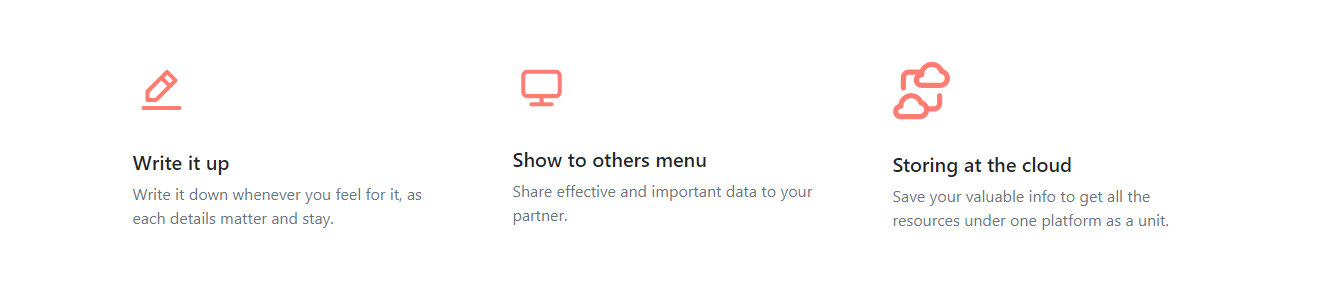 Write it up
Write it down whenever you feel for it, as
each details matter and stay.
Show to others menu
Share effective and important data to your
partner.
Storing at the cloud
Save your valuable info to get all the
resources under one platform as a unit.